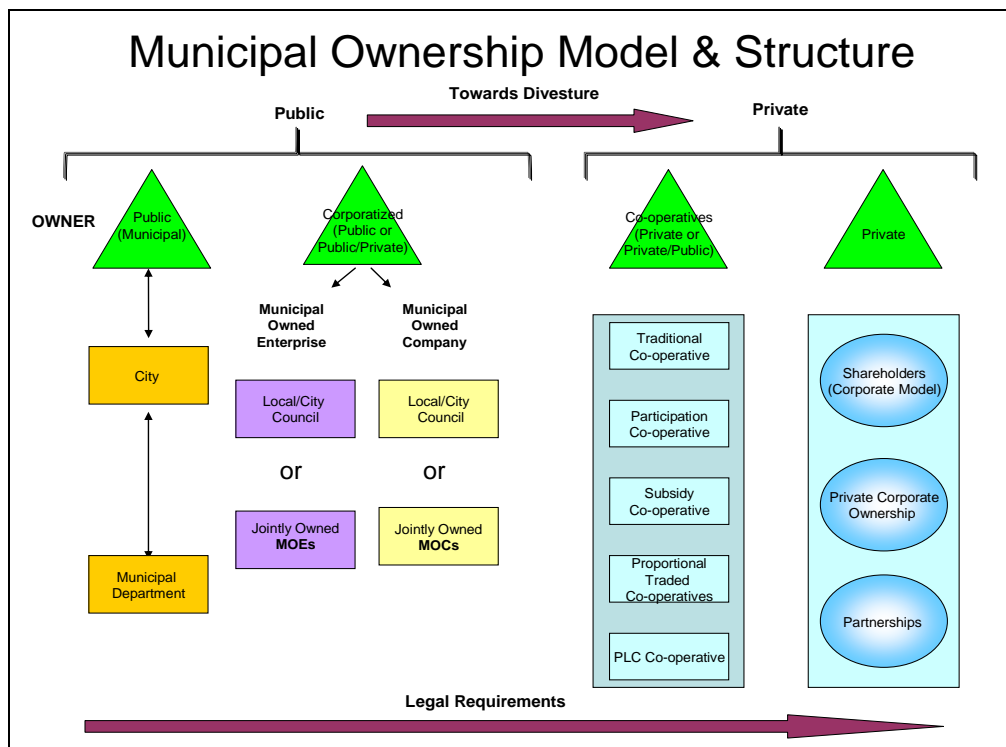 Municipal Ownership Model & Structure
Towards Divesture
Public
Private
OWNER
Public
(Municipal)
Corporatized
(Public or
Public/Private)
Co-operatives
(Private or
Private/Public)
Private
Municipal
Owned
Enterprise
Municipal
Owned
Company
City
Local/City
Council
Local/City
Council
or
or
Jointly Owned
MOEs
Jointly Owned
MOCs
Municipal
Department
Traditional
Co-operative
Participation
Co-operative
Subsidy
Co-operative
Proportional
Traded
Co-operatives
PLC Co-operative
Shareholders
(Corporate Model)
Private Corporate
Ownership
Partnerships
Legal Requirements